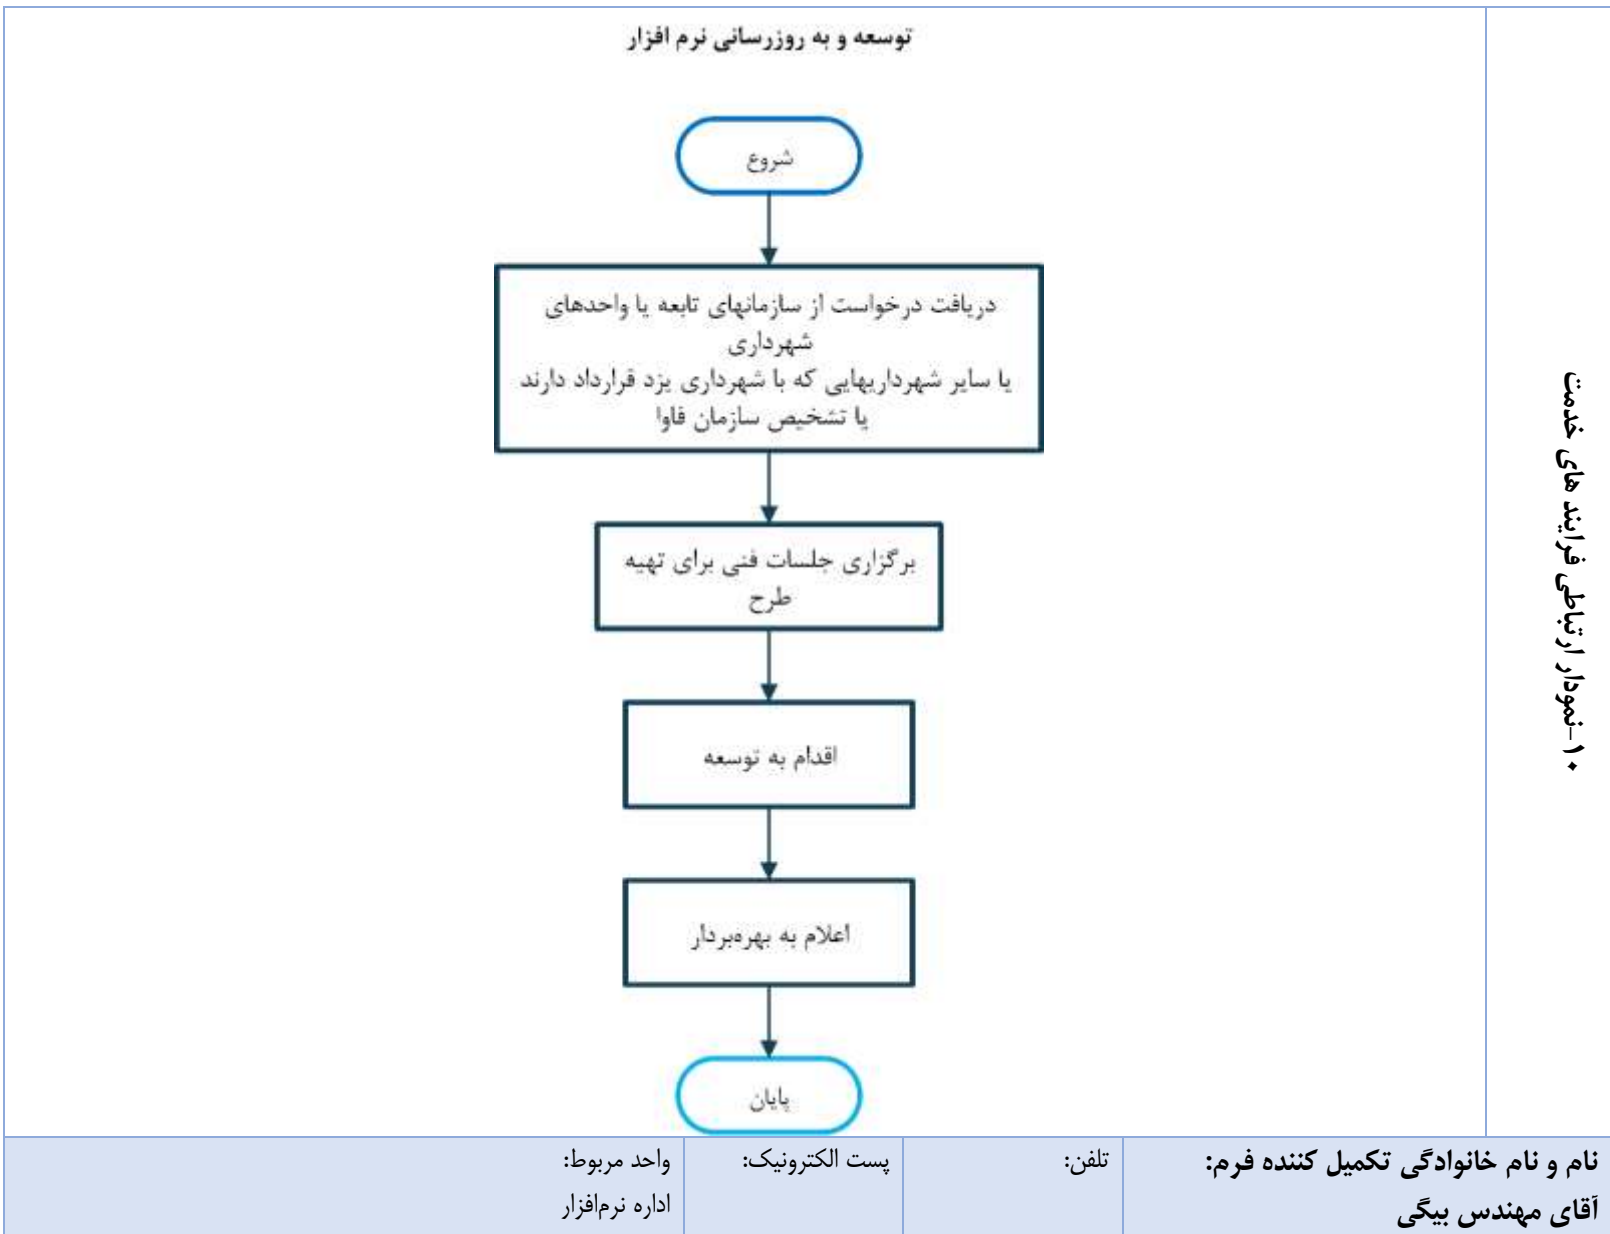 توسعه و به روزرسانی نرم افزار
۱۰-نمودار ارتباطی فرایند های خدمت
شروع
دریافت درخواست از سازمانهای تابعه یا واحدهای
شهرداری
یا سایر شهرداریهایی که با شهرداری یزد قرارداد دارند
یا تشخیص سازمان فاوا
برگزاری جلسات فنی برای تهیه
طرح
اقدام به توسعه
اعلام به بهره‌بردار
پایان
نام و نام خانوادگی تکمیل کننده فرم:
آقای مهندس بیگی
تلفن:
پست الکترونیک:
واحد مربوط:
اداره نرم‌افزار